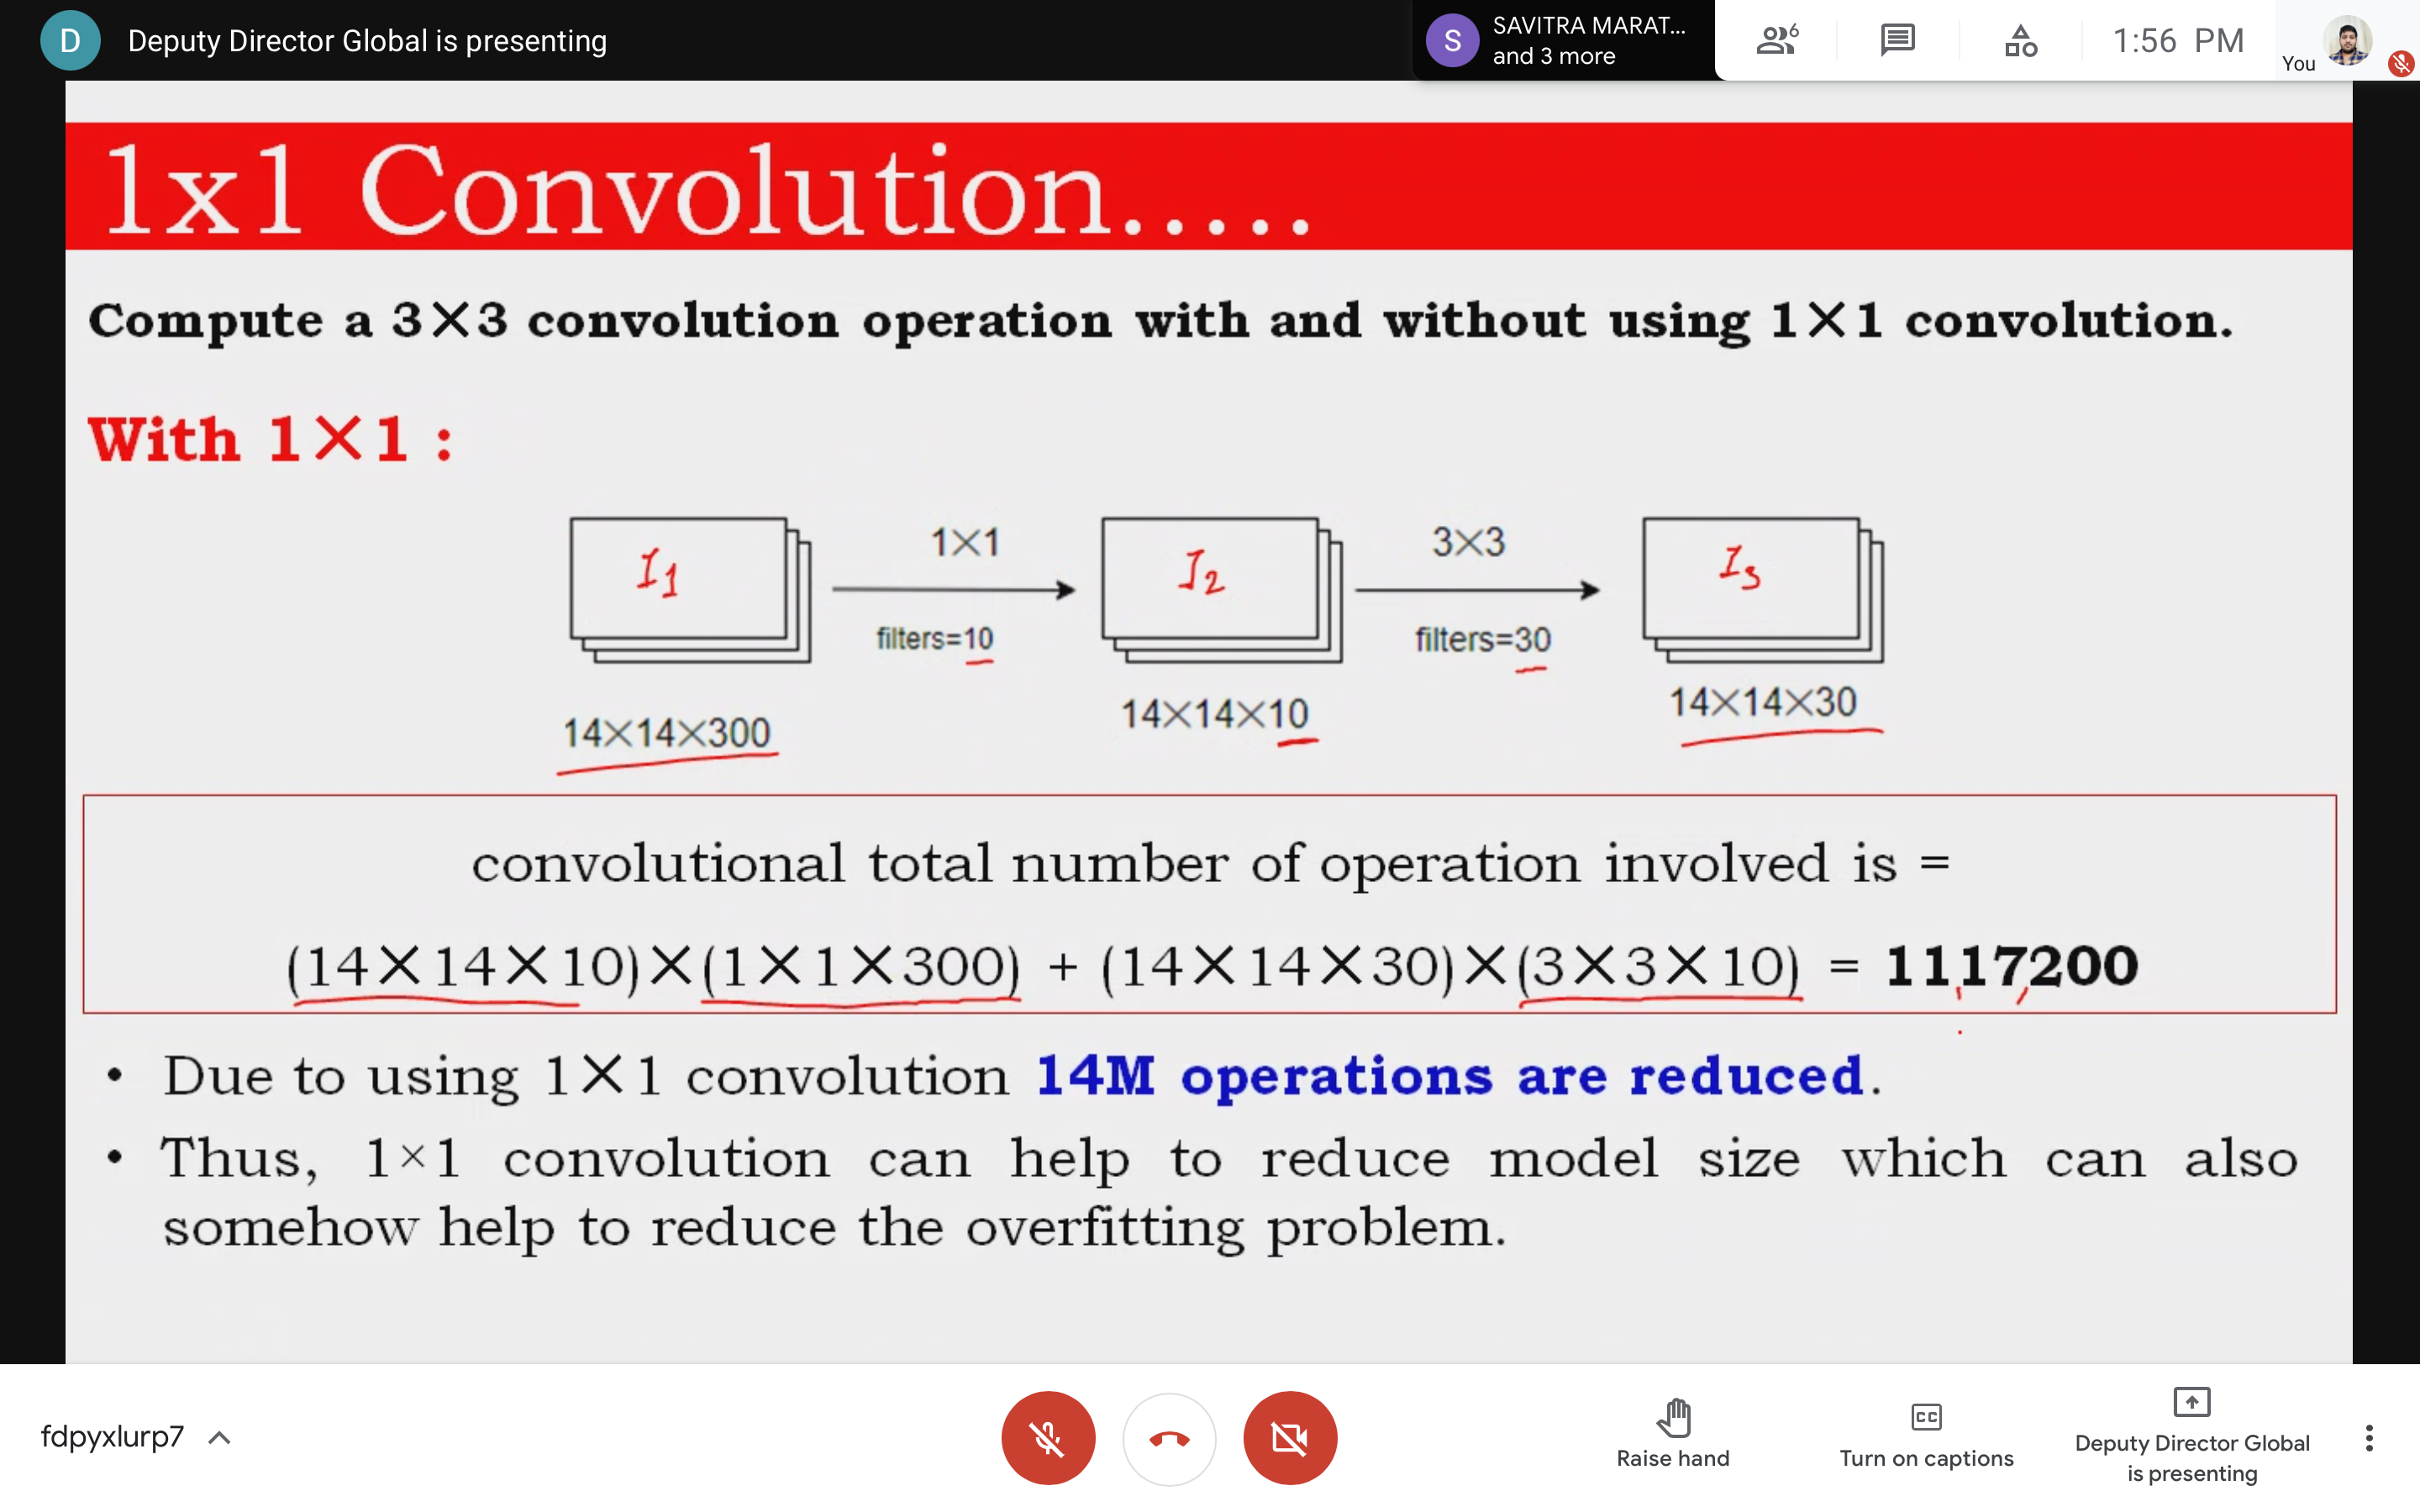 D Deputy Director Global is presenting
S SAVITRA MARAT...
and 3 more
6
1:56 PM
You
1x1 Convolution.....
Compute a 3×3 convolution operation with and without using 1×1 convolution.
With 1×1 :
I1 1×1 I2 3×3 I3
filters=10 filters=30
14×14×300 14×14×10 14×14×30
convolutional total number of operation involved is =
(14×14×10)×(1×1×300) + (14×14×30)×(3×3×10) = 1117200
• Due to using 1×1 convolution 14M operations are reduced.
• Thus, 1×1 convolution can help to reduce model size which can also
somehow help to reduce the overfitting problem.
fdpyxlurp7
Raise hand
CC
Turn on captions
Deputy Director Global
is presenting